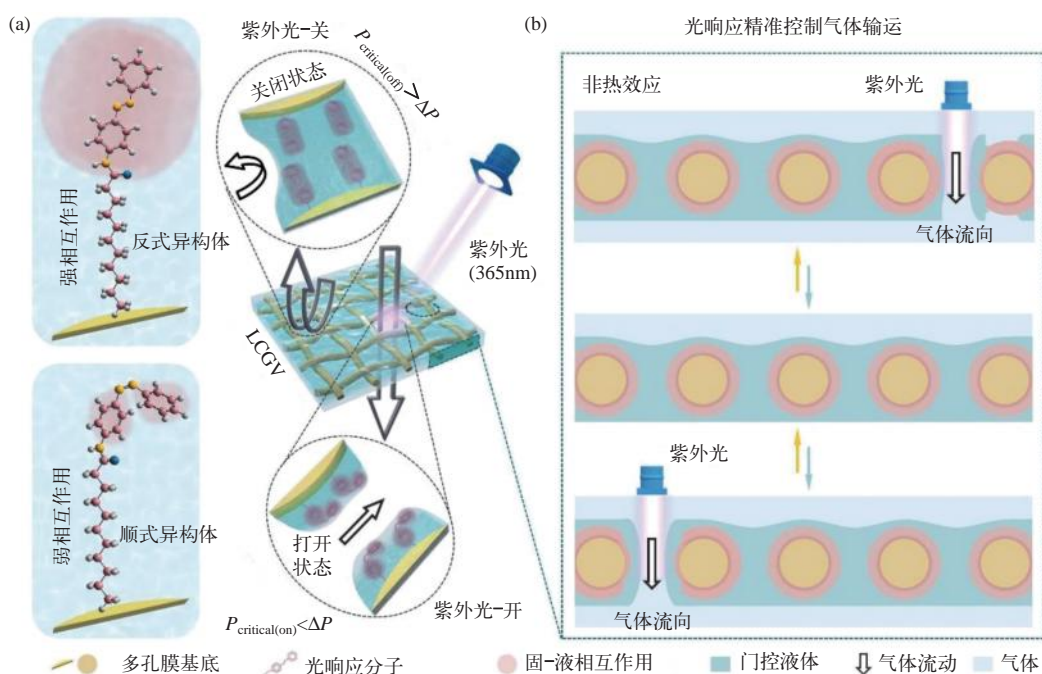 (a)
紫外光-关
P critical(off) > ΔP
关闭状态
强相互作用
反式异构体
紫外光
(365nm)
LCGV
弱相互作用
顺式异构体
打开
状态
紫外光-开
P critical(on)<ΔP
(b)
光响应精准控制气体输运
非热效应
紫外光
气体流向
紫外光
气体流向
多孔膜基底
光响应分子
固-液相互作用
门控液体
气体流动
气体